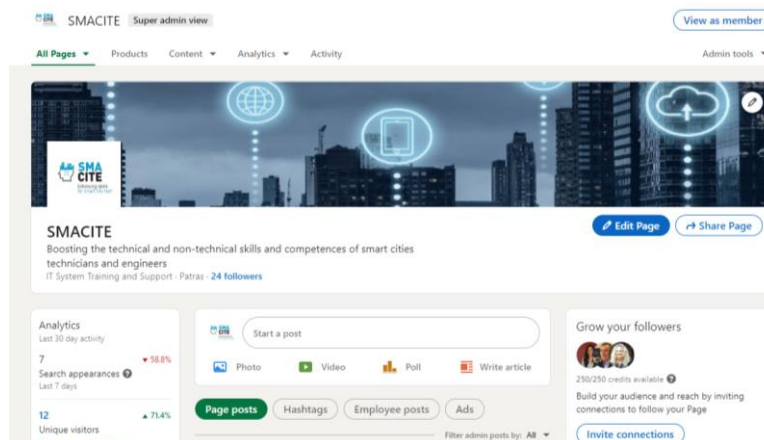 SMACITE Super admin view
View as member
All Pages Products Content Analytics Activity
Admin tools
SMA
CITE
SMACITE
Edit Page
Share Page
Boosting the technical and non-technical skills and competences of smart cities
technicians and engineers
IT System Training and Support · Patras · 24 followers
Analytics
Last 30 day activity
7
58.8%
Search appearances
Last 7 days
12
71.4%
Unique visitors
Start a post
Photo Video Poll Write article
Page posts Hashtags Employee posts Ads
Filter admin posts by: All
Grow your followers
250/250 credits available
Build your audience and reach by inviting
connections to follow your Page
Invite connections